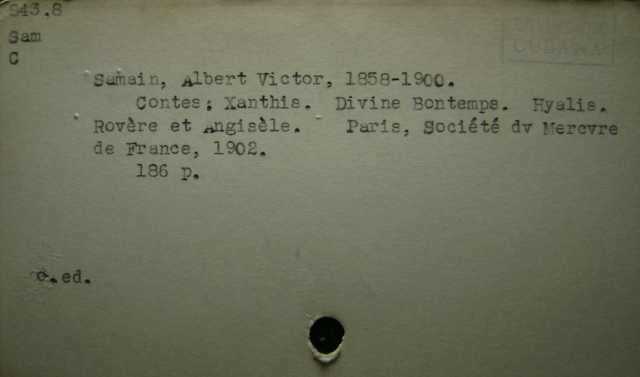 843.8
Sam
C
Samain, Albert Victor, 1858-1900.
Contes; Xanthis. Divine Bontemps. Hyalis.
Rovère et Angisèle. Paris, Société dv Mercvre
de France, 1902.
186 p.
c.ed.
CUBANA